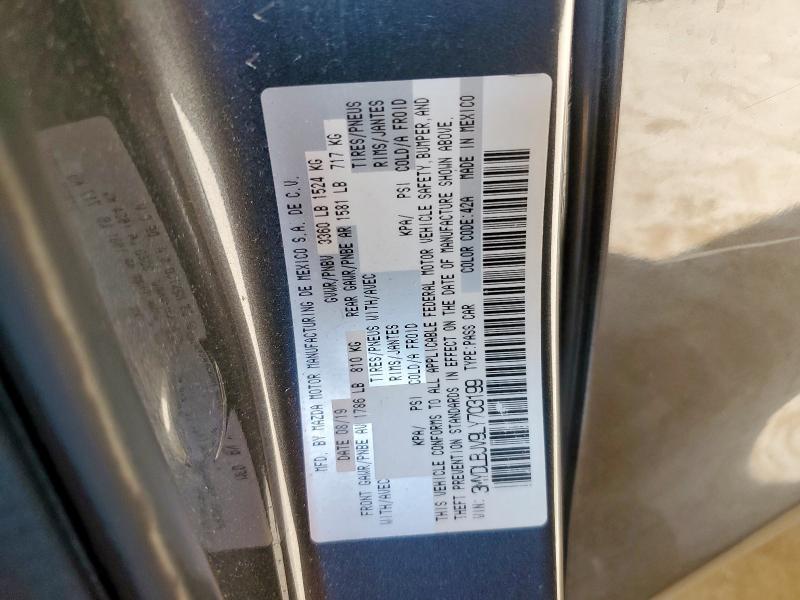 MFD. BY MAZDA MOTOR MANUFACTURING DE MEXICO S.A. DE C.V.
DATE 08/19 GVWR/PNBV 3360 LB 1524 KG
FRONT GAWR/PNBE AV 1786 LB 810 KG REAR GAWR/PNBE AR 1581 LB 717 KG
WITH/AVEC TIRES/PNEUS WITH/AVEC TIRES/PNEUS
RIMS/JANTES RIMS/JANTES
KPA/ PSI COLD/A FROID KPA/ PSI COLD/A FROID
THIS VEHICLE CONFORMS TO ALL APPLICABLE FEDERAL MOTOR VEHICLE SAFETY, BUMPER, AND
THEFT PREVENTION STANDARDS IN EFFECT ON THE DATE OF MANUFACTURE SHOWN ABOVE.
VIN: TYPE:PASS CAR COLOR CODE:42A MADE IN MEXICO